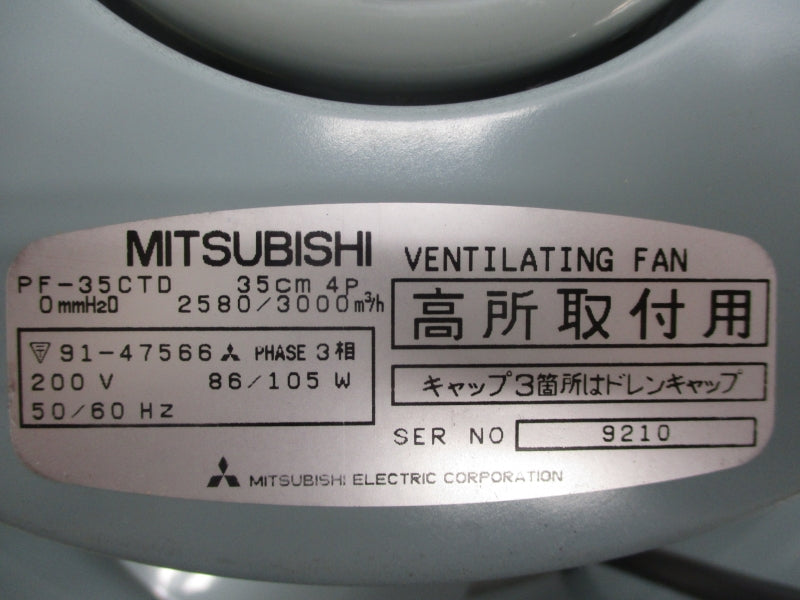 MITSUBISHI
VENTILATING FAN
PF-35CTD 35cm 4P
0mmH2O 2580/3000m³/h
高所取付用
91-47566 PHASE 3相
200 V 86/105 W
50/60 HZ
キャップ3箇所はドレンキャップ
SER NO 9210
MITSUBISHI ELECTRIC CORPORATION